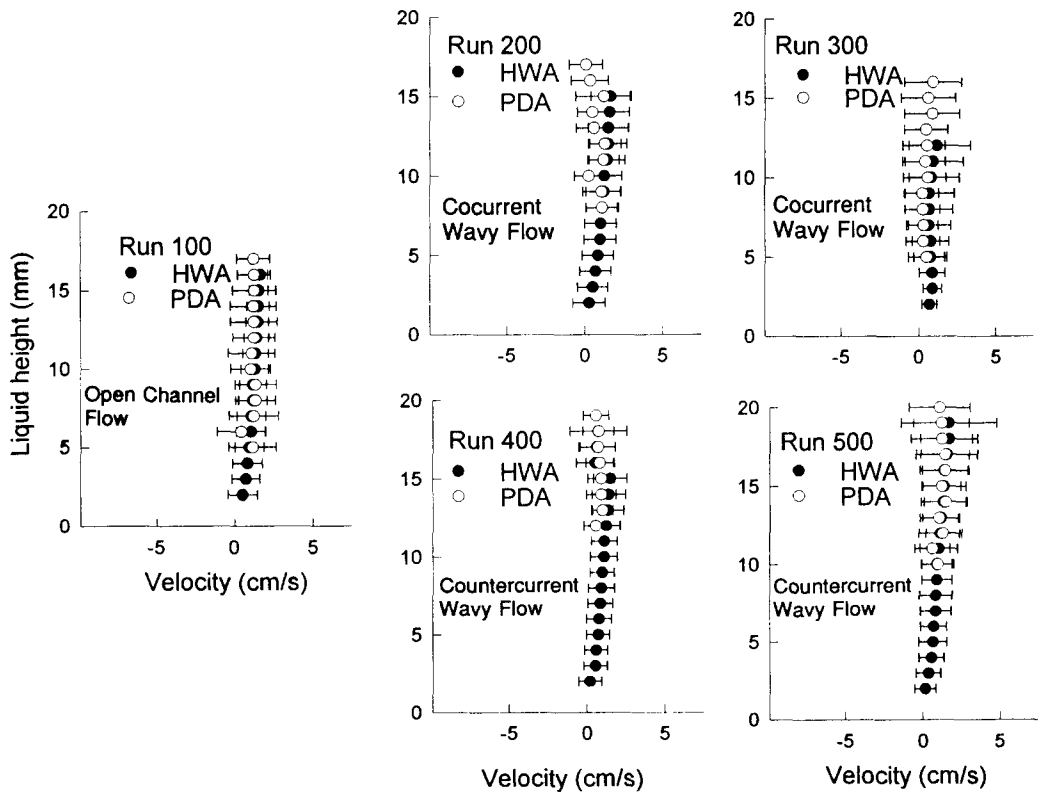 20
Run 200
HWA
PDA
15
10
Cocurrent
Wavy Flow
5
0
-5
0
5
20
Run 300
HWA
PDA
15
10
Cocurrent
Wavy Flow
5
0
-5
0
5
Liquid height (mm)
20
Run 100
HWA
PDA
15
10
Open Channel
Flow
5
0
-5
0
5
Velocity (cm/s)
20
Run 400
HWA
PDA
15
10
Countercurrent
Wavy Flow
5
0
-5
0
5
Velocity (cm/s)
20
Run 500
HWA
PDA
15
10
Countercurrent
Wavy Flow
5
0
-5
0
5
Velocity (cm/s)